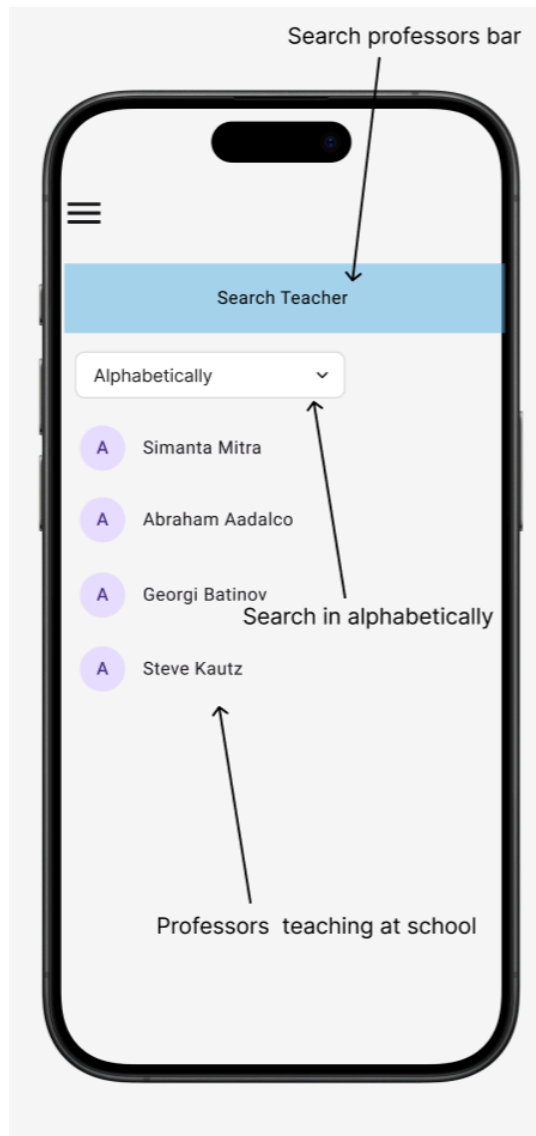 Search professors bar
Search Teacher
Alphabetically
A Simanta Mitra
A Abraham Aadalco
A Georgi Batinov
Search in alphabetically
A Steve Kautz
Professors teaching at school